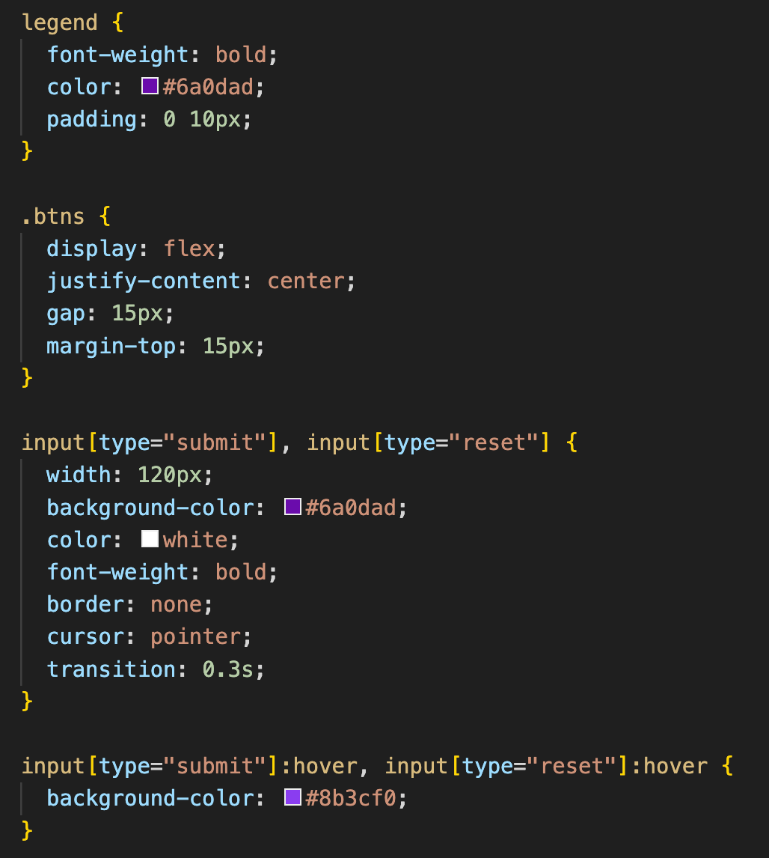 legend {
  font-weight: bold;
  color: #6a0dad;
  padding: 0 10px;
}

.btns {
  display: flex;
  justify-content: center;
  gap: 15px;
  margin-top: 15px;
}

input[type="submit"], input[type="reset"] {
  width: 120px;
  background-color: #6a0dad;
  color: white;
  font-weight: bold;
  border: none;
  cursor: pointer;
  transition: 0.3s;
}

input[type="submit"]:hover, input[type="reset"]:hover {
  background-color: #8b3cf0;
}